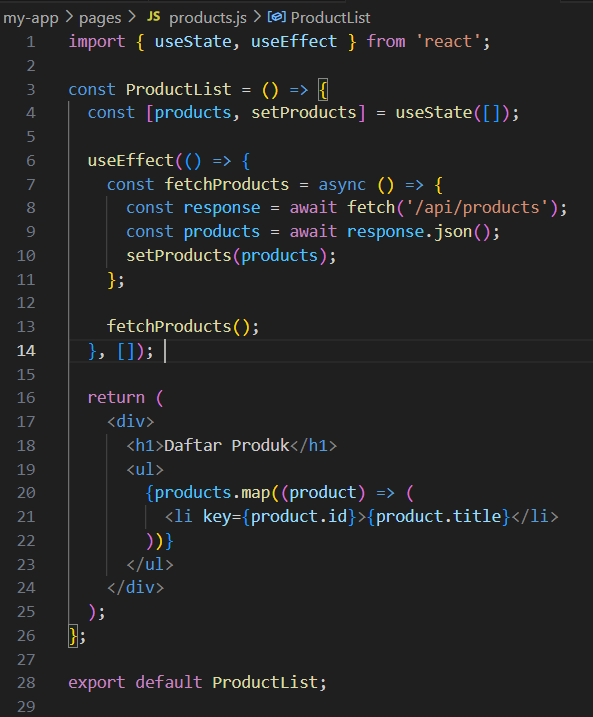 my-app > pages > JS products.js > ProductList
1 import { useState, useEffect } from 'react';
2
3 const ProductList = () => {
4   const [products, setProducts] = useState([]);
5
6   useEffect(() => {
7     const fetchProducts = async () => {
8       const response = await fetch('/api/products');
9       const products = await response.json();
10       setProducts(products);
11     };
12
13     fetchProducts();
14   }, []);
15
16   return (
17     <div>
18       <h1>Daftar Produk</h1>
19       <ul>
20         {products.map((product) => (
21           <li key={product.id}>{product.title}</li>
22         ))}
23       </ul>
24     </div>
25   );
26 };
27
28 export default ProductList;
29